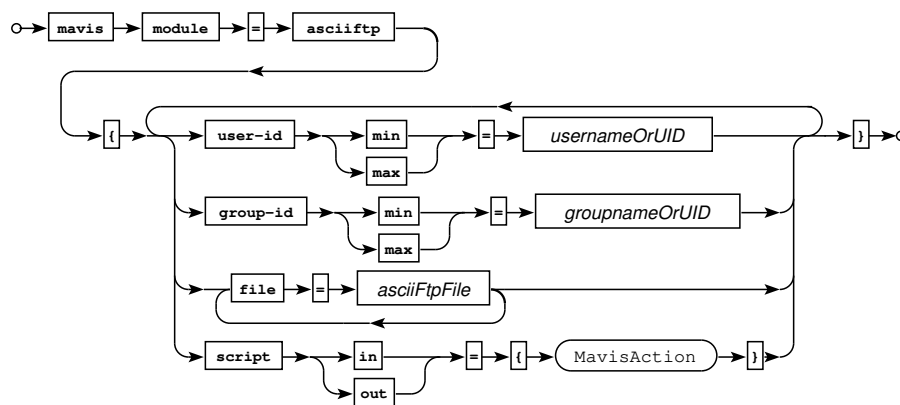 mavis module = asciiftp
{ user-id min = usernameOrUID }
max
group-id min = groupnameOrUID
max
file = asciiFtpFile
script in = { MavisAction }
out